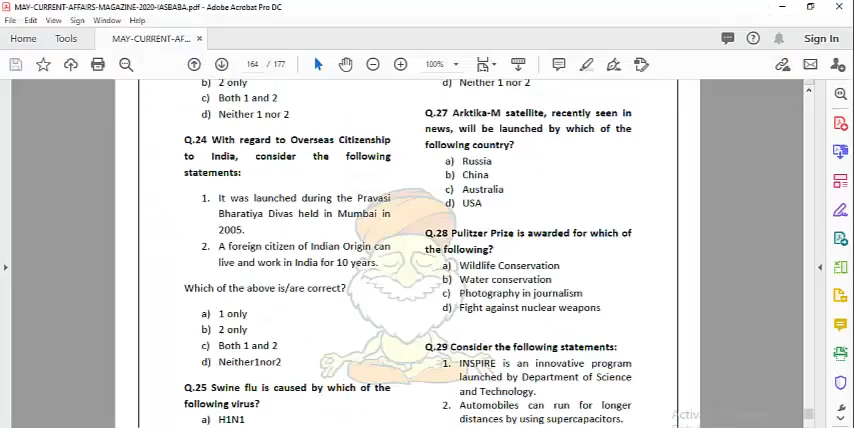 MAY-CURRENT-AFFAIRS-MAGAZINE-2020-IASBABA.pdf - Adobe Acrobat Pro DC
File Edit View Sign Window Help
Home Tools MAY-CURRENT-AF... × Sign In
164 / 177 100%
b) 2 only
c) Both 1 and 2
d) Neither 1 nor 2
Q.24 With regard to Overseas Citizenship
to India, consider the following
statements:
1. It was launched during the Pravasi
Bharatiya Divas held in Mumbai in
2005.
2. A foreign citizen of Indian Origin can
live and work in India for 10 years.
Which of the above is/are correct?
a) 1 only
b) 2 only
c) Both 1 and 2
d) Neither1nor2
Q.25 Swine flu is caused by which of the
following virus?
a) H1N1
d) Neither 1 nor 2
Q.27 Arktika-M satellite, recently seen in
news, will be launched by which of the
following country?
a) Russia
b) China
c) Australia
d) USA
Q.28 Pulitzer Prize is awarded for which of
the following?
a) Wildlife Conservation
b) Water conservation
c) Photography in journalism
d) Fight against nuclear weapons
Q.29 Consider the following statements:
1. INSPIRE is an innovative program
launched by Department of Science
and Technology.
2. Automobiles can run for longer
distances by using supercapacitors.